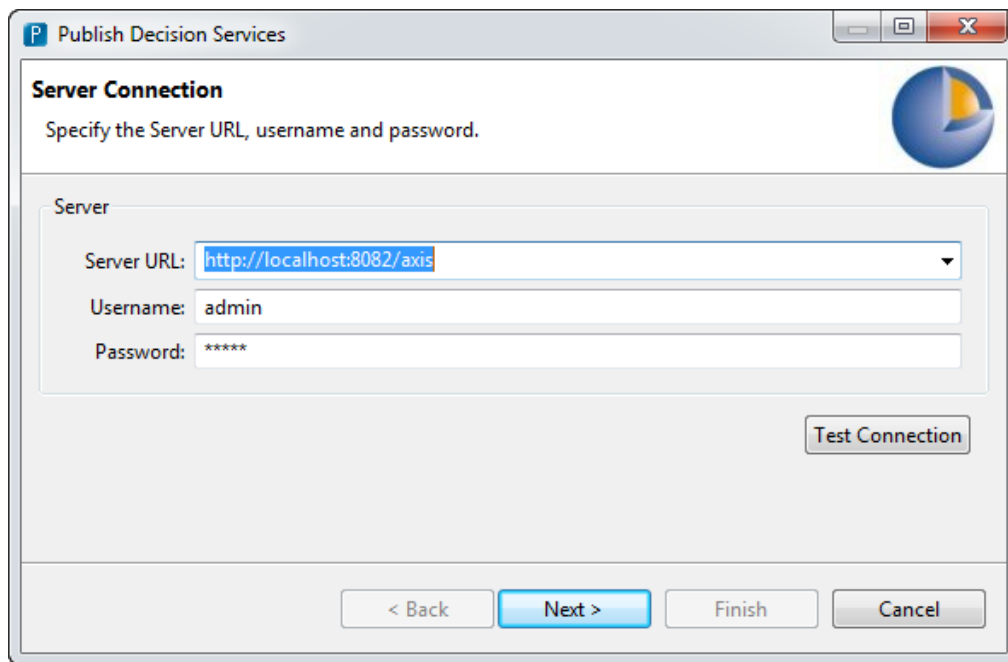 P Publish Decision Services
Server Connection
Specify the Server URL, username and password.
Server
Server URL: http://localhost:8082/axis
Username: admin
Password: *****
Test Connection
< Back Next > Finish Cancel